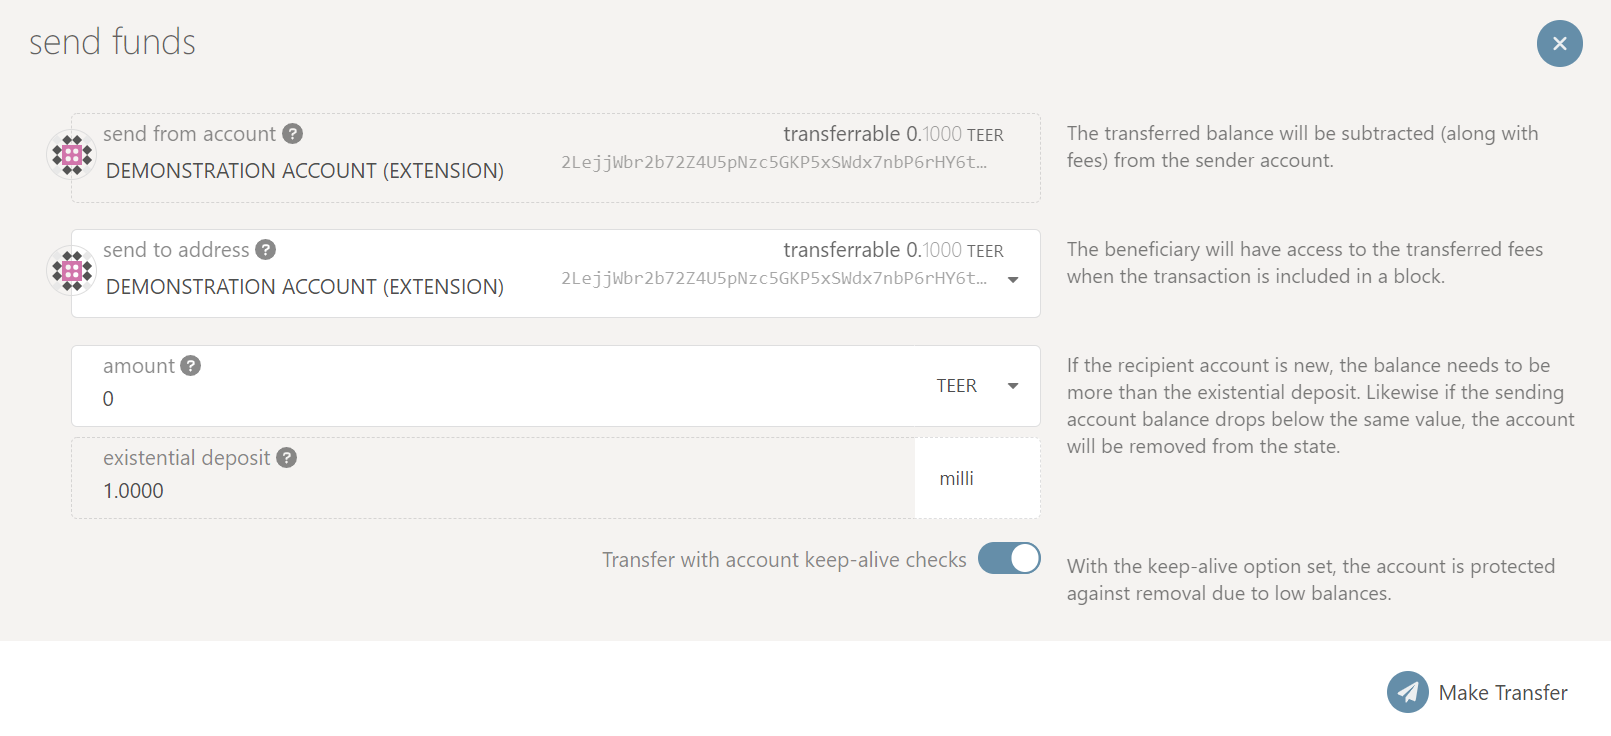 send funds
send from account ?
transferrable 0.1000 TEER
DEMONSTRATION ACCOUNT (EXTENSION)
2LejjWbr2b72Z4U5pNzc5GKP5xSWdx7nbP6rHY6t…
The transferred balance will be subtracted (along with
fees) from the sender account.
send to address ?
transferrable 0.1000 TEER
DEMONSTRATION ACCOUNT (EXTENSION)
2LejjWbr2b72Z4U5pNzc5GKP5xSWdx7nbP6rHY6t…
The beneficiary will have access to the transferred fees
when the transaction is included in a block.
amount ?
0
TEER
existential deposit ?
1.0000
milli
If the recipient account is new, the balance needs to be
more than the existential deposit. Likewise if the sending
account balance drops below the same value, the account
will be removed from the state.
Transfer with account keep-alive checks
With the keep-alive option set, the account is protected
against removal due to low balances.
Make Transfer